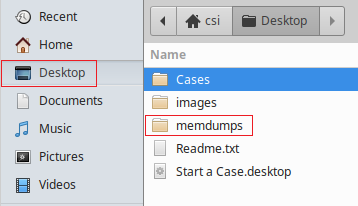 Recent
Home
Desktop
Documents
Music
Pictures
Videos
csi Desktop
Name
Cases
images
memdumps
Readme.txt
Start a Case.desktop